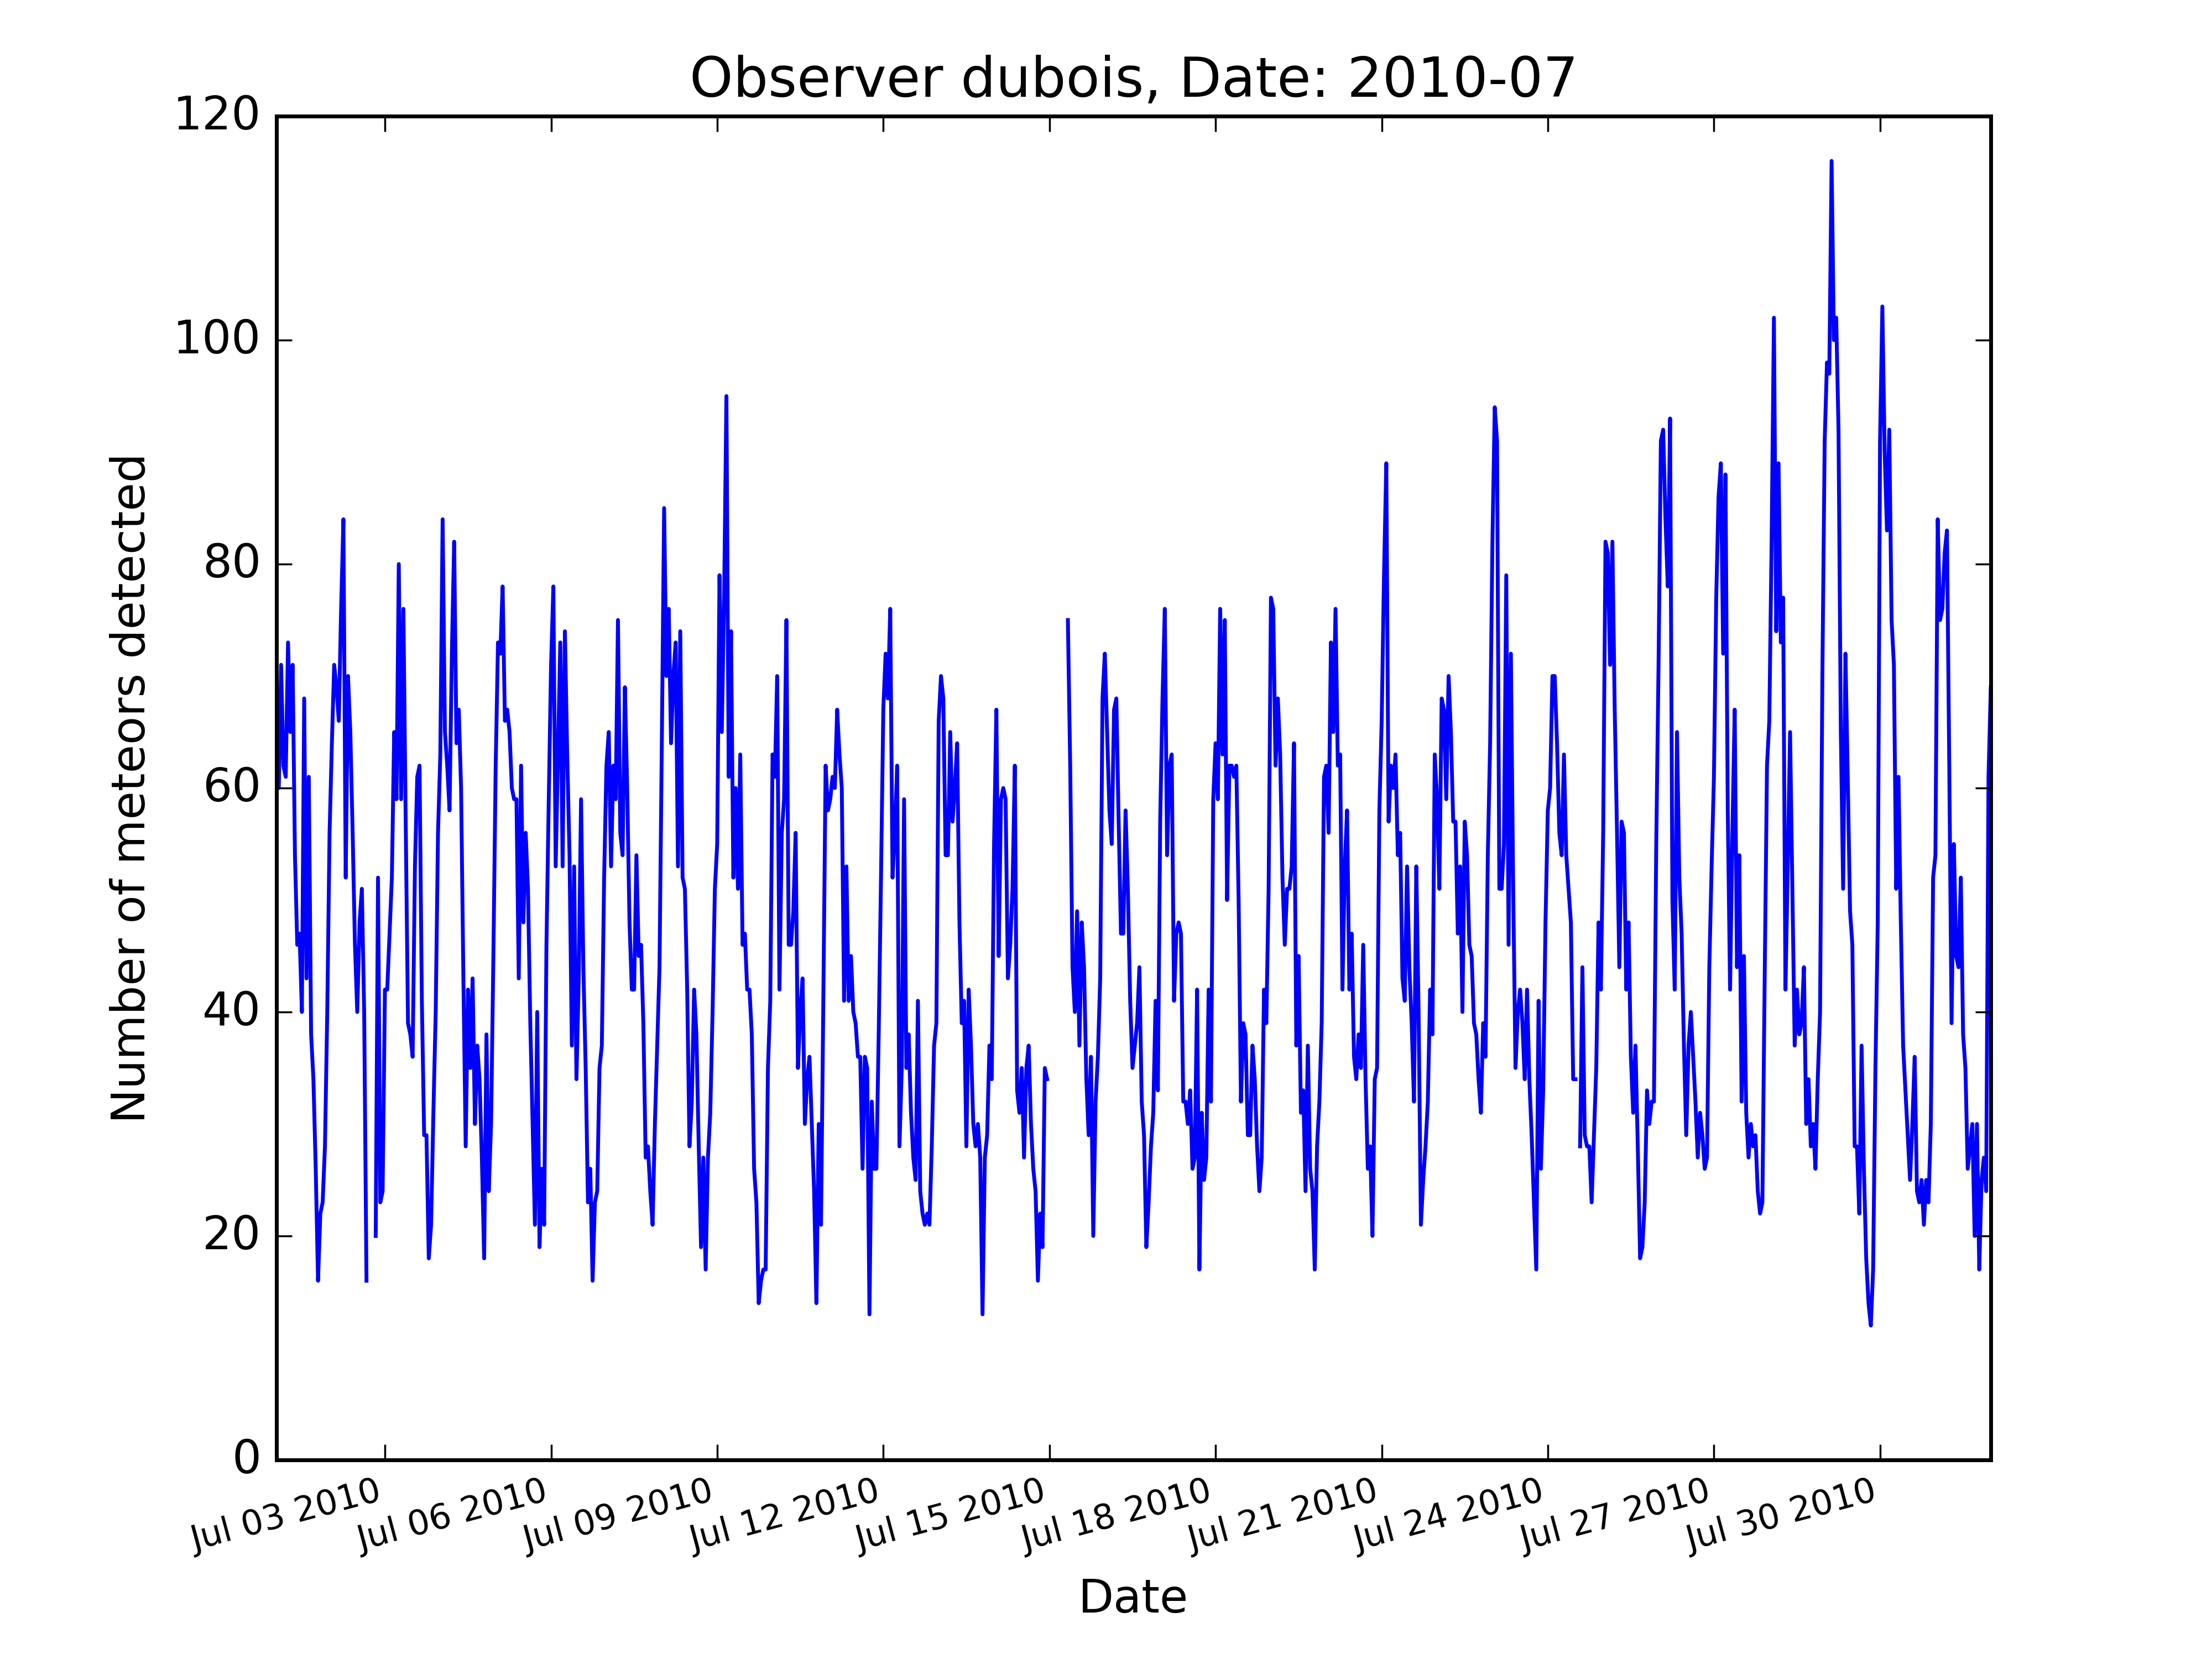 Observer dubois, Date: 2010-07
120
100
80
60
40
20
0
Number of meteors detected
Jul 03 2010
Jul 06 2010
Jul 09 2010
Jul 12 2010
Jul 15 2010
Jul 18 2010
Jul 21 2010
Jul 24 2010
Jul 27 2010
Jul 30 2010
Date